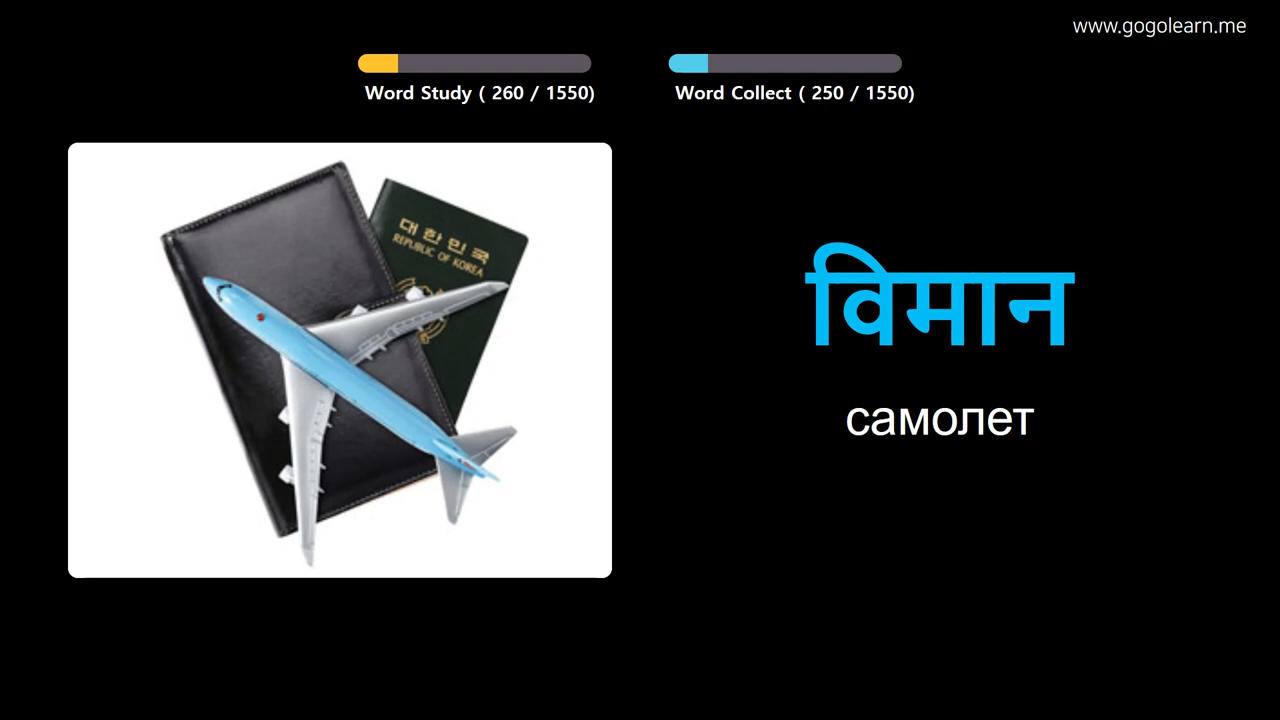 www.gogolearn.me
Word Study ( 260 / 1550)
Word Collect ( 250 / 1550)
대한민국
REPUBLIC OF KOREA
विमान
самолет